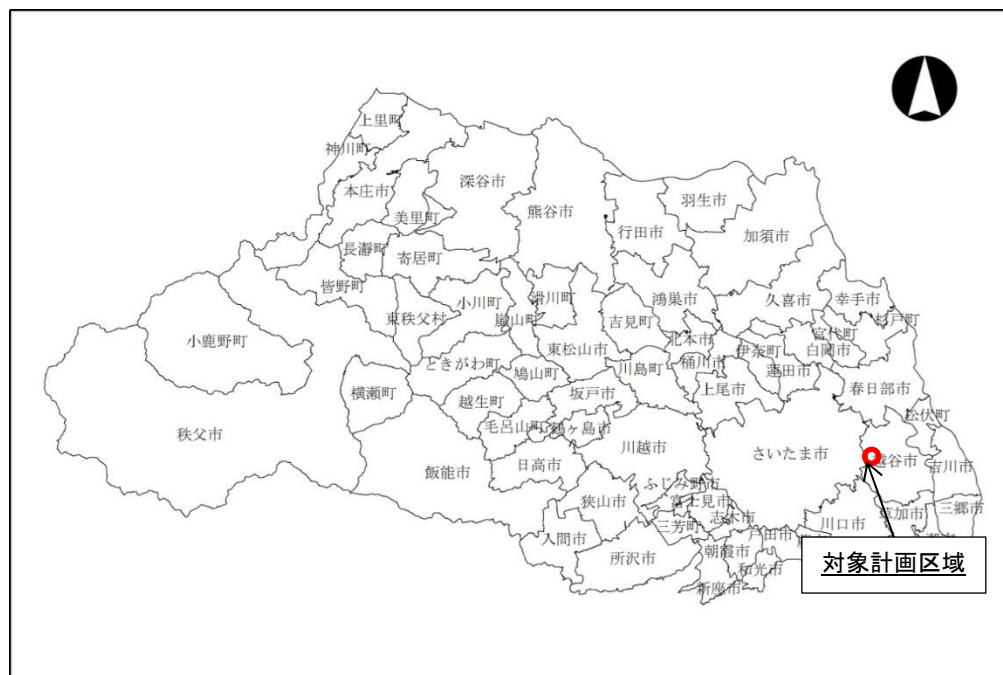 上里町
神川町
本庄市
美里町
深谷市
熊谷市
行田市
羽生市
加須市
長瀞町
寄居町
皆野町
東秩父村
小川町
嵐山町
滑川町
吉見町
鴻巣市
久喜市
幸手市
杉戸町
宮代町
白岡市
北本市
桶川市
伊奈町
蓮田市
小鹿野町
ときがわ町
鳩山町
東松山市
川島町
上尾市
春日部市
松伏町
横瀬町
越生町
坂戸市
毛呂山町
鶴ヶ島市
川越市
さいたま市
越谷市
吉川市
秩父市
飯能市
日高市
ふじみ野市
富士見市
狭山市
三芳町
志木市
川口市
草加市
三郷市
入間市
所沢市
朝霞市
戸田市
和光市
新座市
対象計画区域